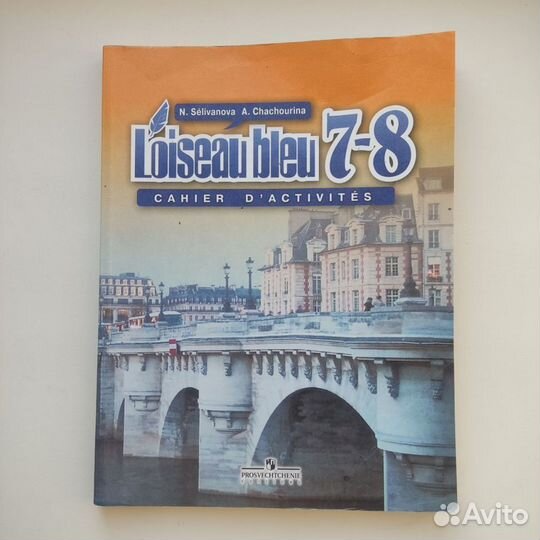 N. Sélivanova A. Chachourina
L'oiseau bleu 7-8
CAHIER D'ACTIVITÉS
PROSVECHTCHENIE
Avito